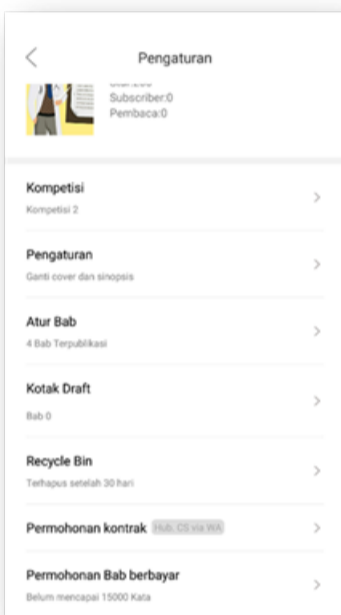 Pengaturan
Subscriber:0
Pembaca:0
Kompetisi
Kompetisi 2
Pengaturan
Ganti cover dan sinopsis
Atur Bab
4 Bab Terpublikasi
Kotak Draft
Bab 0
Recycle Bin
Terhapus setelah 30 hari
Permohonan kontrak Hub. CS via WA
Permohonan Bab berbayar
Belum mencapai 15000 Kata